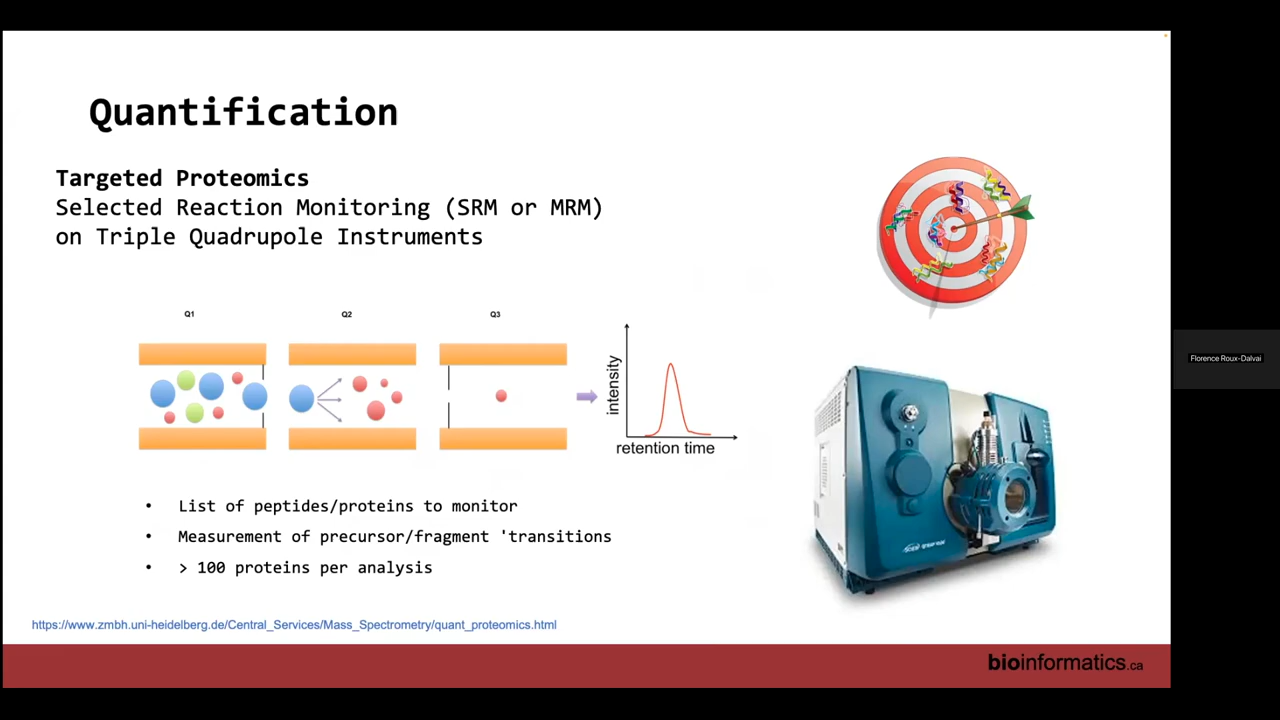 Quantification
Targeted Proteomics
Selected Reaction Monitoring (SRM or MRM)
on Triple Quadrupole Instruments
Q1
Q2
Q3
intensity
retention time
• List of peptides/proteins to monitor
• Measurement of precursor/fragment 'transitions
• > 100 proteins per analysis
https://www.zmbh.uni-heidelberg.de/Central_Services/Mass_Spectrometry/quant_proteomics.html
bioinformatics.ca
Florence Roux-Dalvai